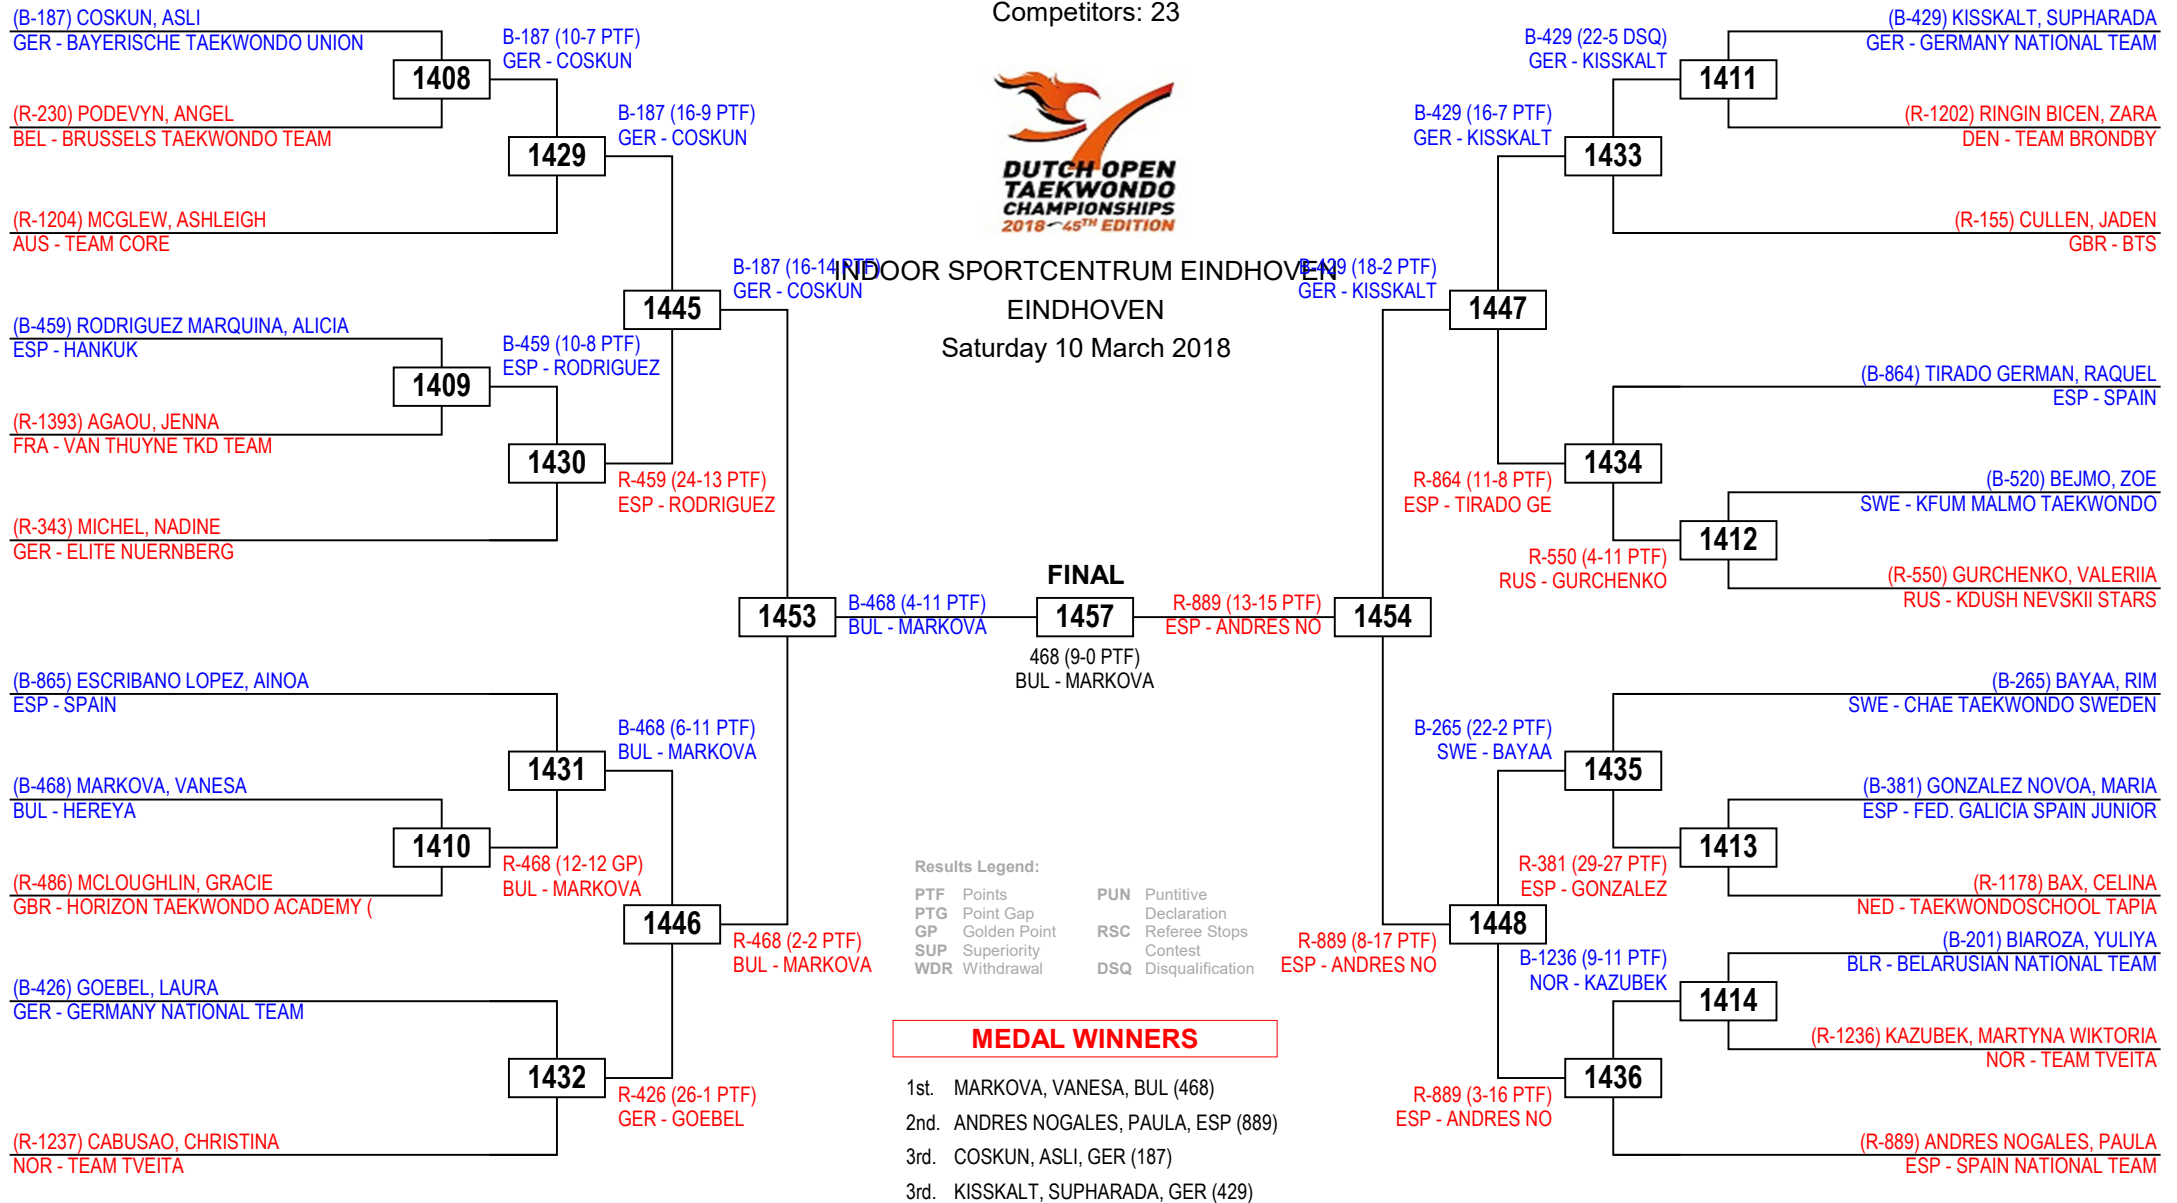 Competitors: 23
DUTCH OPEN
TAEKWONDO
CHAMPIONSHIPS
2018 45TH EDITION
INDOOR SPORTCENTRUM EINDHOVEN
EINDHOVEN
Saturday 10 March 2018
(B-187) COSKUN, ASLI
GER - BAYERISCHE TAEKWONDO UNION
1408
(R-230) PODEVYN, ANGEL
BEL - BRUSSELS TAEKWONDO TEAM
B-187 (10-7 PTF)
GER - COSKUN
1429
(R-1204) MCGLEW, ASHLEIGH
AUS - TEAM CORE
B-187 (16-9 PTF)
GER - COSKUN
1445
B-187 (16-14 PTF)
GER - COSKUN
(B-459) RODRIGUEZ MARQUINA, ALICIA
ESP - HANKUK
1409
(R-1393) AGAOU, JENNA
FRA - VAN THUYNE TKD TEAM
B-459 (10-8 PTF)
ESP - RODRIGUEZ
1430
R-459 (24-13 PTF)
ESP - RODRIGUEZ
(R-343) MICHEL, NADINE
GER - ELITE NUERNBERG
1453
B-468 (4-11 PTF)
BUL - MARKOVA
(B-865) ESCRIBANO LOPEZ, AINOA
ESP - SPAIN
1431
B-468 (6-11 PTF)
BUL - MARKOVA
(B-468) MARKOVA, VANESA
BUL - HEREYA
1410
R-468 (12-12 GP)
BUL - MARKOVA
(R-486) MCLOUGHLIN, GRACIE
GBR - HORIZON TAEKWONDO ACADEMY (
1446
R-468 (2-2 PTF)
BUL - MARKOVA
(B-426) GOEBEL, LAURA
GER - GERMANY NATIONAL TEAM
1432
R-426 (26-1 PTF)
GER - GOEBEL
(R-1237) CABUSAO, CHRISTINA
NOR - TEAM TVEITA
FINAL
1457
468 (9-0 PTF)
BUL - MARKOVA
(B-429) KISSKALT, SUPHARADA
GER - GERMANY NATIONAL TEAM
B-429 (22-5 DSQ)
GER - KISSKALT
1411
(R-1202) RINGIN BICEN, ZARA
DEN - TEAM BRONDBY
B-429 (16-7 PTF)
GER - KISSKALT
1433
(R-155) CULLEN, JADEN
GBR - BTS
B-429 (18-2 PTF)
GER - KISSKALT
1447
(B-864) TIRADO GERMAN, RAQUEL
ESP - SPAIN
1434
R-864 (11-8 PTF)
ESP - TIRADO GE
(B-520) BEJMO, ZOE
SWE - KFUM MALMO TAEKWONDO
1412
R-550 (4-11 PTF)
RUS - GURCHENKO
(R-550) GURCHENKO, VALERIIA
RUS - KDUSH NEVSKII STARS
R-889 (13-15 PTF)
ESP - ANDRES NO
1454
(B-265) BAYAA, RIM
SWE - CHAE TAEKWONDO SWEDEN
B-265 (22-2 PTF)
SWE - BAYAA
1435
(B-381) GONZALEZ NOVOA, MARIA
ESP - FED. GALICIA SPAIN JUNIOR
1413
R-381 (29-27 PTF)
ESP - GONZALEZ
(R-1178) BAX, CELINA
NED - TAEKWONDOSCHOOL TAPIA
1448
R-889 (8-17 PTF)
ESP - ANDRES NO
(B-201) BIAROZA, YULIYA
BLR - BELARUSIAN NATIONAL TEAM
B-1236 (9-11 PTF)
NOR - KAZUBEK
1414
(R-1236) KAZUBEK, MARTYNA WIKTORIA
NOR - TEAM TVEITA
1436
R-889 (3-16 PTF)
ESP - ANDRES NO
(R-889) ANDRES NOGALES, PAULA
ESP - SPAIN NATIONAL TEAM
Results Legend:
PTF Points
PTG Point Gap
GP Golden Point
SUP Superiority
WDR Withdrawal
PUN Puntitive
Declaration
RSC Referee Stops
Contest
DSQ Disqualification
MEDAL WINNERS
1st. MARKOVA, VANESA, BUL (468)
2nd. ANDRES NOGALES, PAULA, ESP (889)
3rd. COSKUN, ASLI, GER (187)
3rd. KISSKALT, SUPHARADA, GER (429)